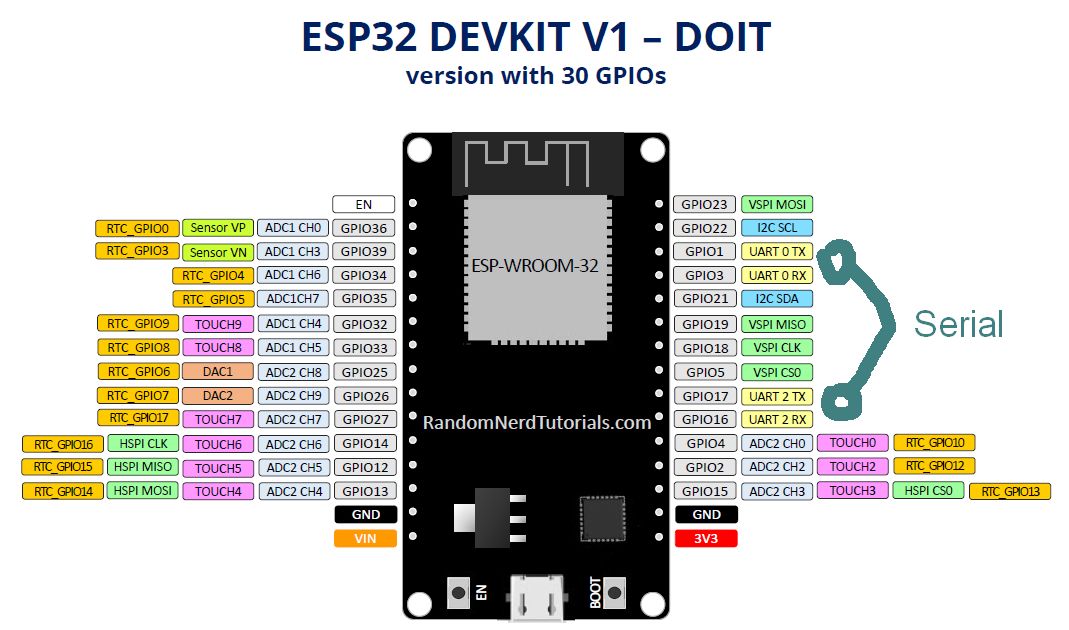 ESP32 DEVKIT V1 – DOIT
version with 30 GPIOs
EN GPIO23 VSPI MOSI
RTC_GPIO0 Sensor VP ADC1 CH0 GPIO36 GPIO22 I2C SCL
RTC_GPIO3 Sensor VN ADC1 CH3 GPIO39 GPIO1 UART 0 TX
RTC_GPIO4 ADC1 CH6 GPIO34 ESP-WROOM-32 GPIO3 UART 0 RX
RTC_GPIO5 ADC1CH7 GPIO35 GPIO21 I2C SDA
RTC_GPIO9 TOUCH9 ADC1 CH4 GPIO32 GPIO19 VSPI MISO Serial
RTC_GPIO8 TOUCH8 ADC1 CH5 GPIO33 GPIO18 VSPI CLK
RTC_GPIO6 DAC1 ADC2 CH8 GPIO25 GPIO5 VSPI CS0
RTC_GPIO7 DAC2 ADC2 CH9 GPIO26 GPIO17 UART 2 TX
RTC_GPIO17 TOUCH7 ADC2 CH7 GPIO27 RandomNerdTutorials.com GPIO16 UART 2 RX
RTC_GPIO16 HSPI CLK TOUCH6 ADC2 CH6 GPIO14 GPIO4 ADC2 CH0 TOUCH0 RTC_GPIO10
RTC_GPIO15 HSPI MISO TOUCH5 ADC2 CH5 GPIO12 GPIO2 ADC2 CH2 TOUCH2 RTC_GPIO12
RTC_GPIO14 HSPI MOSI TOUCH4 ADC2 CH4 GPIO13 GPIO15 ADC2 CH3 TOUCH3 HSPI CS0 RTC_GPIO13
GND GND
VIN 3V3
EN BOOT